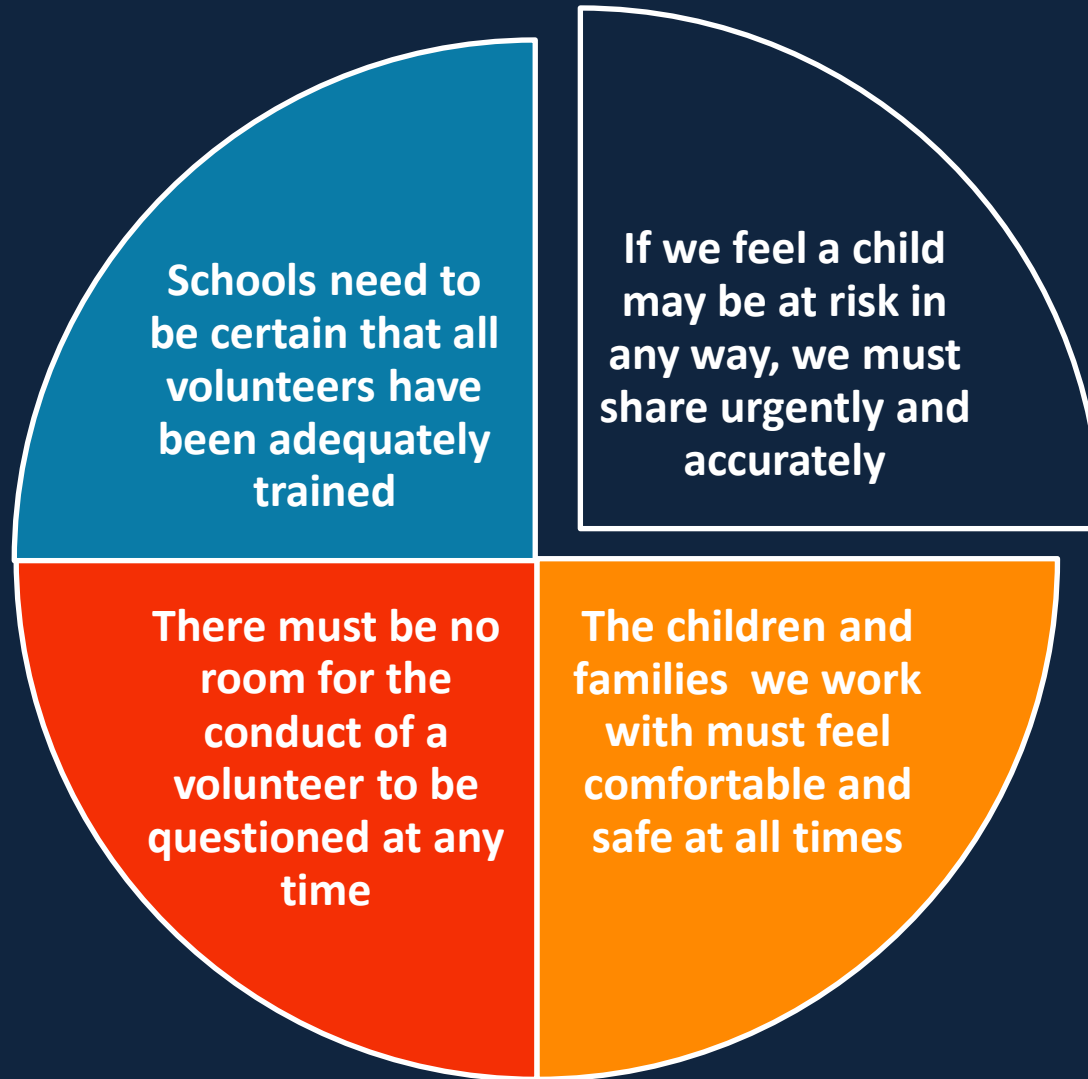 Schools need to
be certain that all
volunteers have
been adequately
trained
If we feel a child
may be at risk in
any way, we must
share urgently and
accurately
There must be no
room for the
conduct of a
volunteer to be
questioned at any
time
The children and
families  we work
with must feel
comfortable and
safe at all times